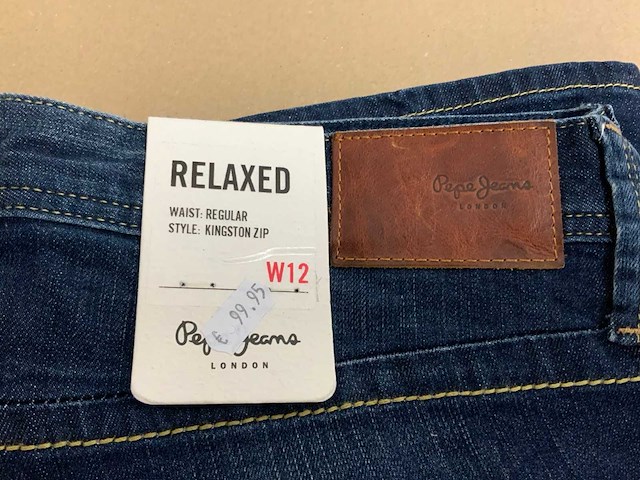 RELAXED
WAIST: REGULAR
STYLE: KINGSTON ZIP
W12
€ 99.95
Pepe Jeans
LONDON
Pepe Jeans
LONDON